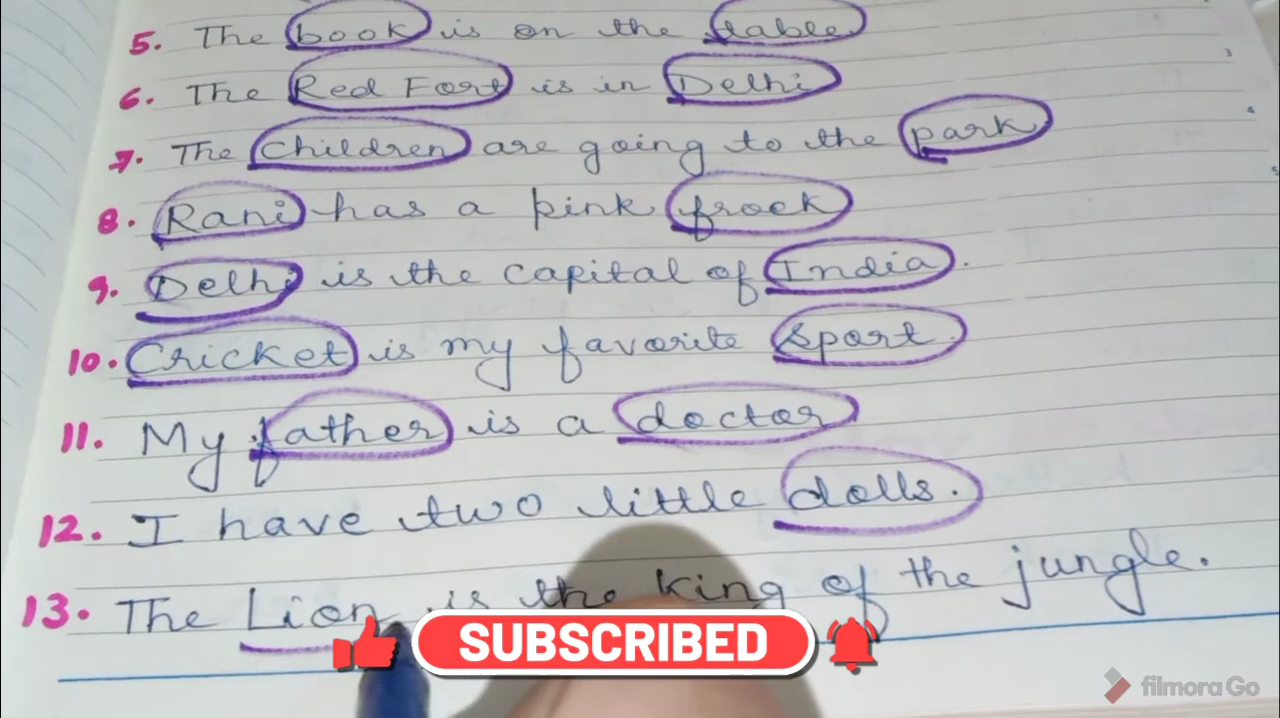 5. The book is on the table.
6. The Red Fort is in Delhi
7. The children are going to the park
8. Rani has a pink frock
9. Delhi is the capital of India.
10. Cricket is my favorite sport.
11. My father is a doctor
12. I have two little dolls.
13. The Lion is the king of the jungle.
SUBSCRIBED
filmora Go